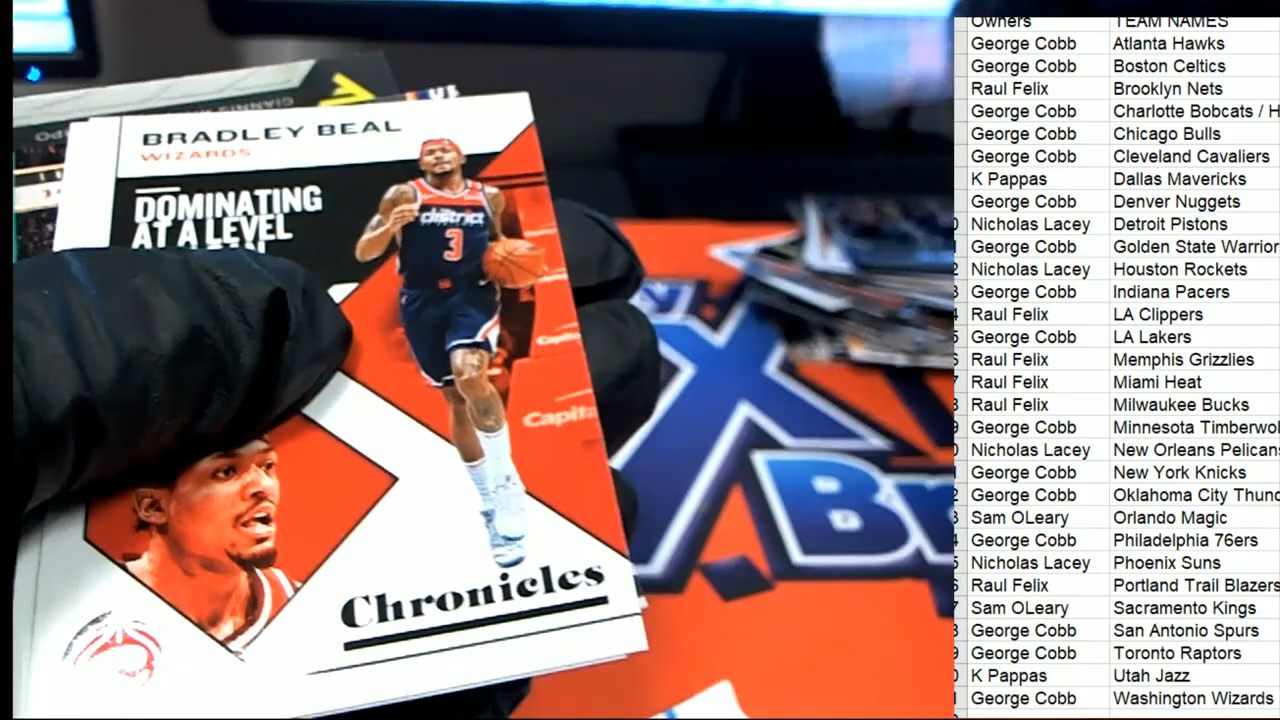 BRADLEY BEAL
WIZARDS
DOMINATING
AT A LEVEL
district
3
Chronicles
Owners TEAM NAMES
George Cobb Atlanta Hawks
George Cobb Boston Celtics
Raul Felix Brooklyn Nets
George Cobb Charlotte Bobcats / H
George Cobb Chicago Bulls
George Cobb Cleveland Cavaliers
K Pappas Dallas Mavericks
George Cobb Denver Nuggets
Nicholas Lacey Detroit Pistons
George Cobb Golden State Warrior
Nicholas Lacey Houston Rockets
George Cobb Indiana Pacers
Raul Felix LA Clippers
George Cobb LA Lakers
Raul Felix Memphis Grizzlies
Raul Felix Miami Heat
Raul Felix Milwaukee Bucks
George Cobb Minnesota Timberwol
Nicholas Lacey New Orleans Pelicans
George Cobb New York Knicks
George Cobb Oklahoma City Thund
Sam OLeary Orlando Magic
George Cobb Philadelphia 76ers
Nicholas Lacey Phoenix Suns
Raul Felix Portland Trail Blazers
Sam OLeary Sacramento Kings
George Cobb San Antonio Spurs
George Cobb Toronto Raptors
K Pappas Utah Jazz
George Cobb Washington Wizards